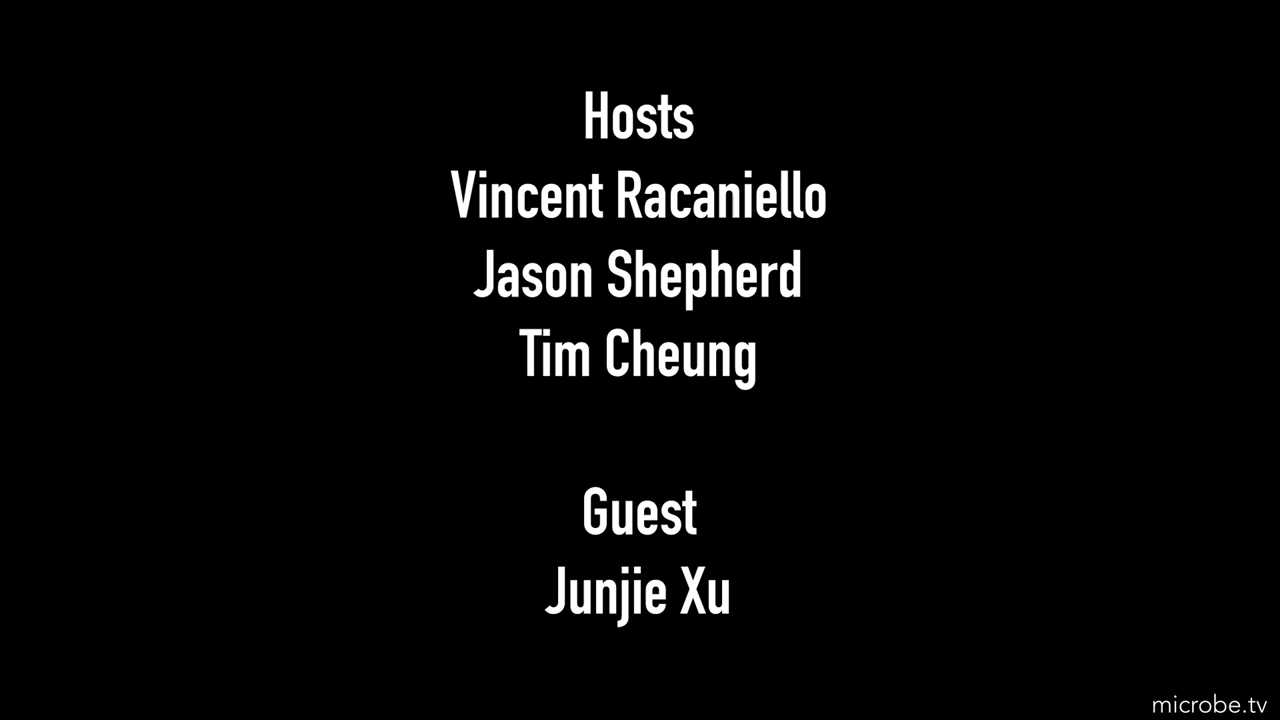 Hosts
Vincent Racaniello
Jason Shepherd
Tim Cheung
Guest
Junjie Xu
microbe.tv